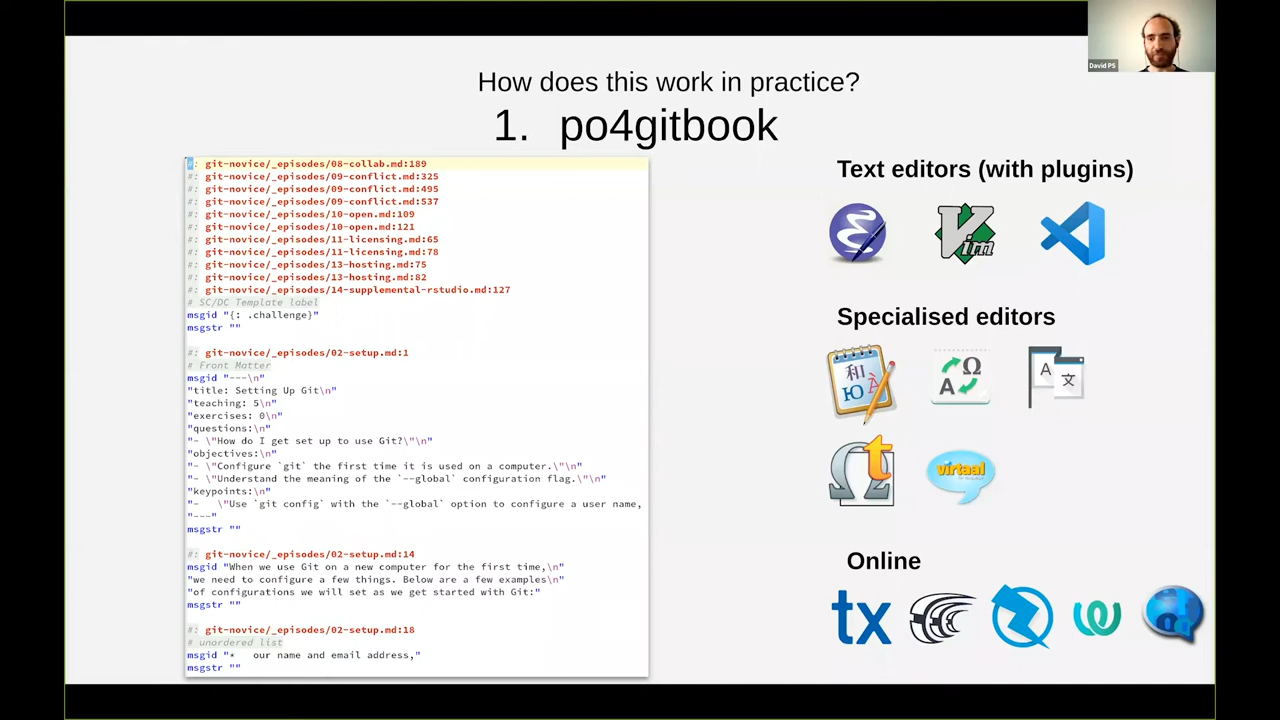 David PS
How does this work in practice?
1. po4gitbook
#: git-novice/_episodes/08-collab.md:189
#: git-novice/_episodes/09-conflict.md:325
#: git-novice/_episodes/09-conflict.md:495
#: git-novice/_episodes/09-conflict.md:537
#: git-novice/_episodes/10-open.md:109
#: git-novice/_episodes/10-open.md:121
#: git-novice/_episodes/11-licensing.md:65
#: git-novice/_episodes/11-licensing.md:78
#: git-novice/_episodes/13-hosting.md:75
#: git-novice/_episodes/13-hosting.md:82
#: git-novice/_episodes/14-supplemental-rstudio.md:127
# SC/DC Template label
msgid "{: .challenge}"
msgstr ""
#: git-novice/_episodes/02-setup.md:1
# Front Matter
msgid "---\n"
"title: Setting Up Git\n"
"teaching: 5\n"
"exercises: 0\n"
"questions:\n"
"- \"How do I get set up to use Git?\"\n"
"objectives:\n"
"- \"Configure `git` the first time it is used on a computer.\"\n"
"- \"Understand the meaning of the `--global` configuration flag.\"\n"
"keypoints:\n"
"-   \"Use `git config` with the `--global` option to configure a user name,
"---"
msgstr ""
#: git-novice/_episodes/02-setup.md:14
msgid "When we use Git on a new computer for the first time,\n"
"we need to configure a few things. Below are a few examples\n"
"of configurations we will set as we get started with Git:"
msgstr ""
#: git-novice/_episodes/02-setup.md:18
# unordered list
msgid "*   our name and email address,"
msgstr ""
Text editors (with plugins)
Vim
Specialised editors
和
Ю À
A Ω
A 文
Ω t
virtaal
Online
tx